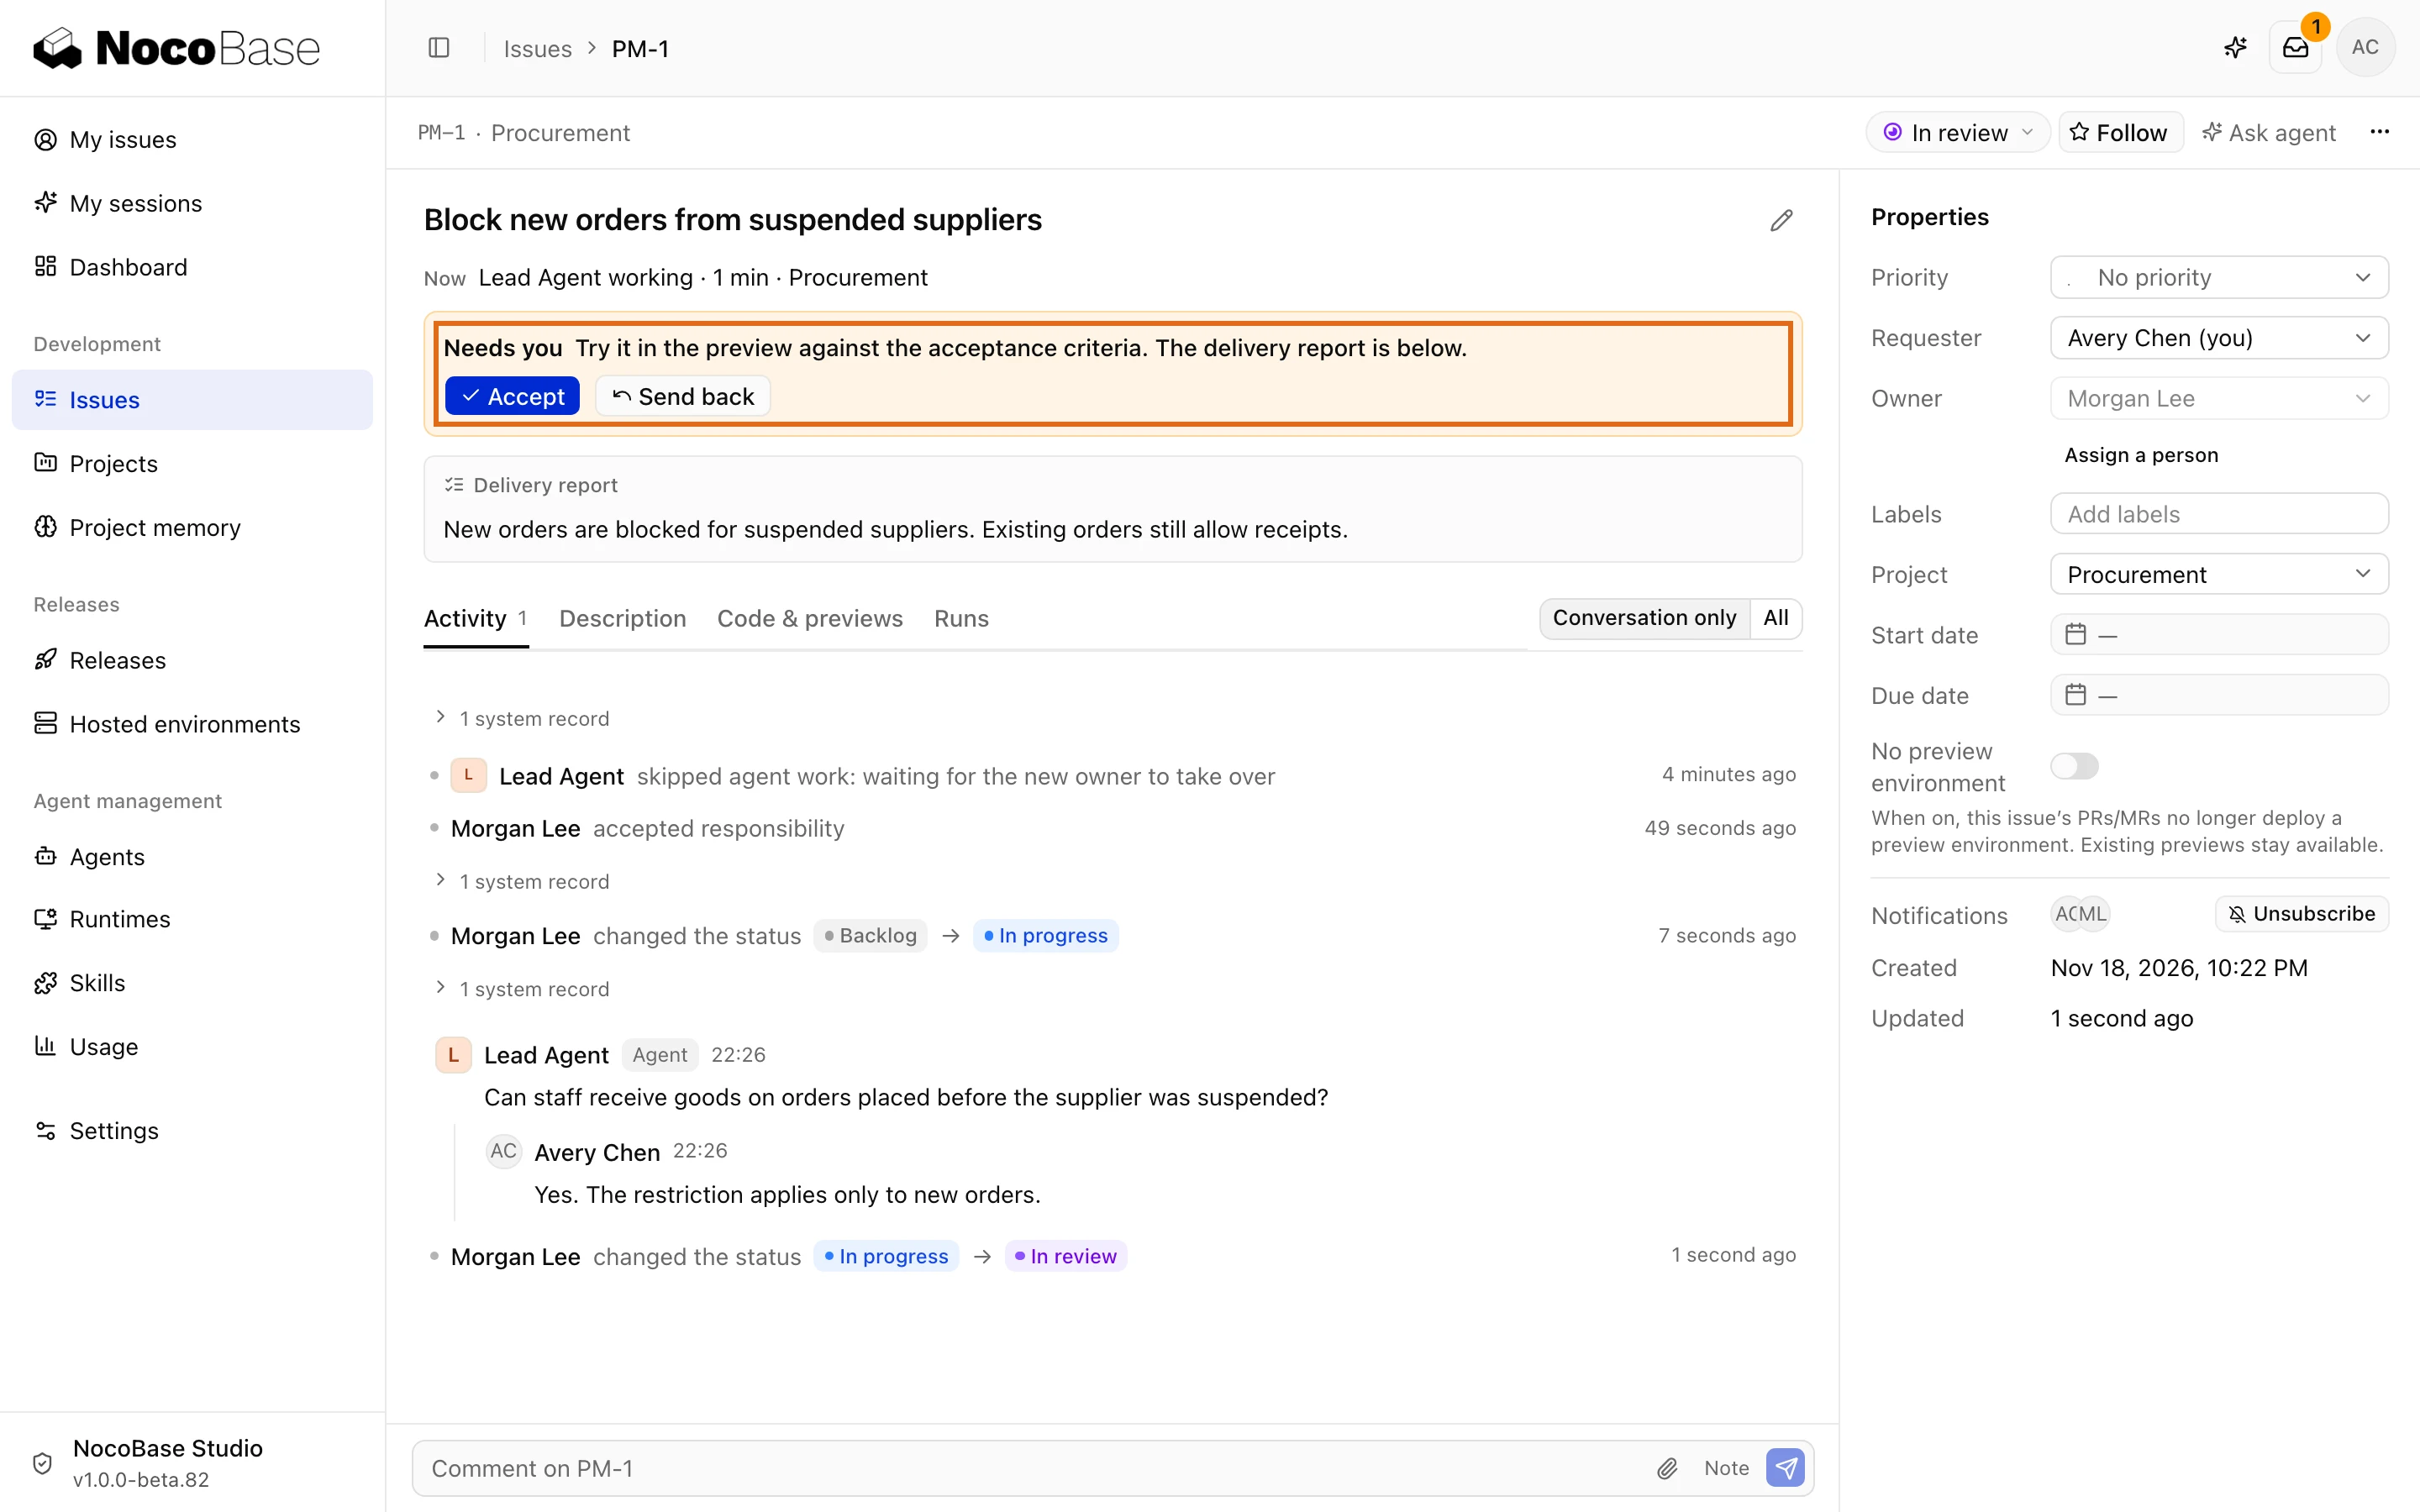 NocoBase
Issues > PM-1
1
AC
My issues
My sessions
Dashboard
Development
Issues
Projects
Project memory
Releases
Releases
Hosted environments
Agent management
Agents
Runtimes
Skills
Usage
Settings
NocoBase Studio
v1.0.0-beta.82
PM-1 · Procurement
In review
Follow
Ask agent
Block new orders from suspended suppliers
Now Lead Agent working · 1 min · Procurement
Needs you Try it in the preview against the acceptance criteria. The delivery report is below.
Accept
Send back
Delivery report
New orders are blocked for suspended suppliers. Existing orders still allow receipts.
Activity 1
Description
Code & previews
Runs
Conversation only
All
1 system record
L Lead Agent skipped agent work: waiting for the new owner to take over 4 minutes ago
Morgan Lee accepted responsibility 49 seconds ago
1 system record
Morgan Lee changed the status Backlog → In progress 7 seconds ago
1 system record
L Lead Agent Agent 22:26
Can staff receive goods on orders placed before the supplier was suspended?
AC Avery Chen 22:26
Yes. The restriction applies only to new orders.
Morgan Lee changed the status In progress → In review 1 second ago
Comment on PM-1
Note
Properties
Priority No priority
Requester Avery Chen (you)
Owner Morgan Lee
Assign a person
Labels Add labels
Project Procurement
Start date —
Due date —
No preview
environment
When on, this issue's PRs/MRs no longer deploy a
preview environment. Existing previews stay available.
Notifications AC ML Unsubscribe
Created Nov 18, 2026, 10:22 PM
Updated 1 second ago